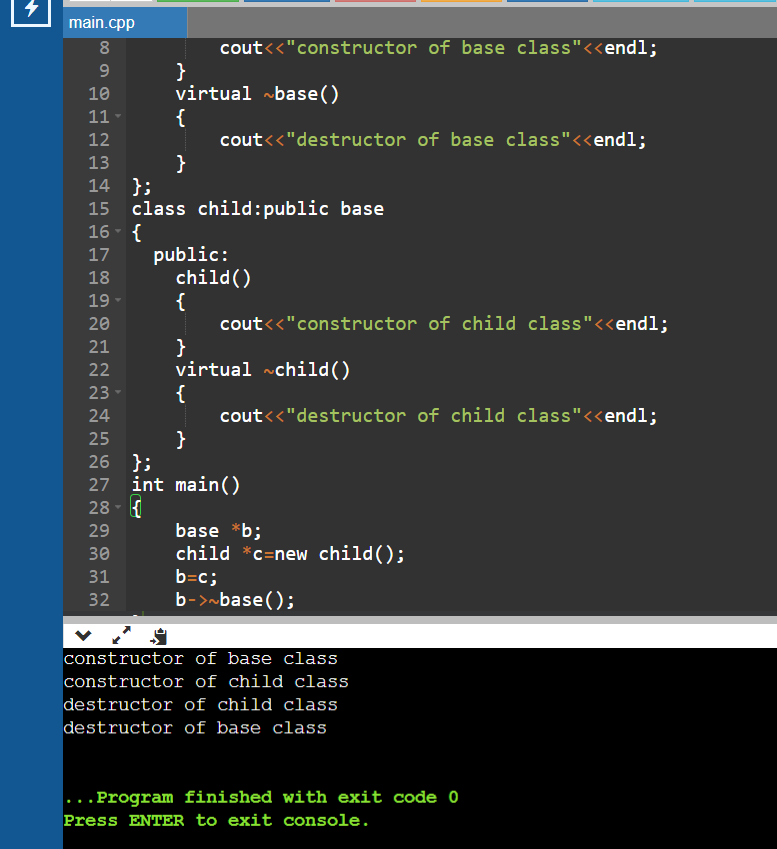 main.cpp
8 cout<<"constructor of base class"<<endl;
9 }
10 virtual ~base()
11 {
12 cout<<"destructor of base class"<<endl;
13 }
14 };
15 class child:public base
16 {
17 public:
18 child()
19 {
20 cout<<"constructor of child class"<<endl;
21 }
22 virtual ~child()
23 {
24 cout<<"destructor of child class"<<endl;
25 }
26 };
27 int main()
28 {
29 base *b;
30 child *c=new child();
31 b=c;
32 b->~base();
constructor of base class
constructor of child class
destructor of child class
destructor of base class
...Program finished with exit code 0
Press ENTER to exit console.